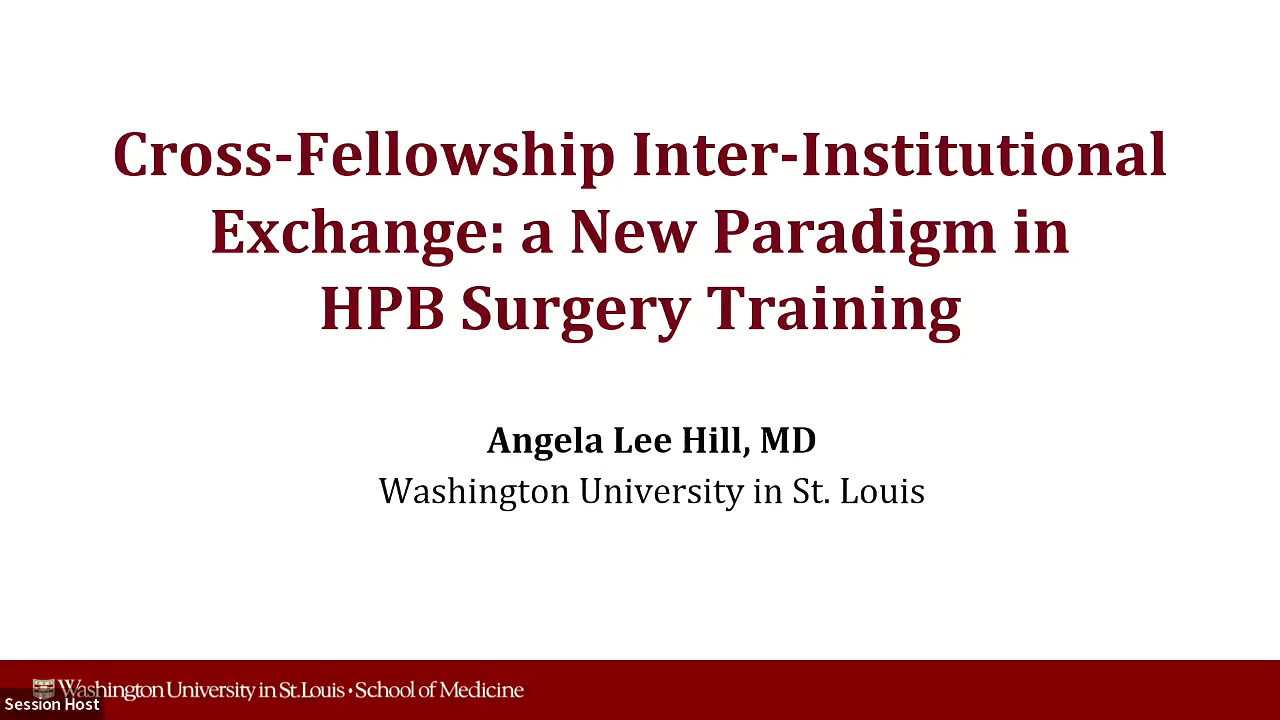 Cross-Fellowship Inter-Institutional
Exchange: a New Paradigm in
HPB Surgery Training
Angela Lee Hill, MD
Washington University in St. Louis
Washington University in St. Louis • School of Medicine
Session Host